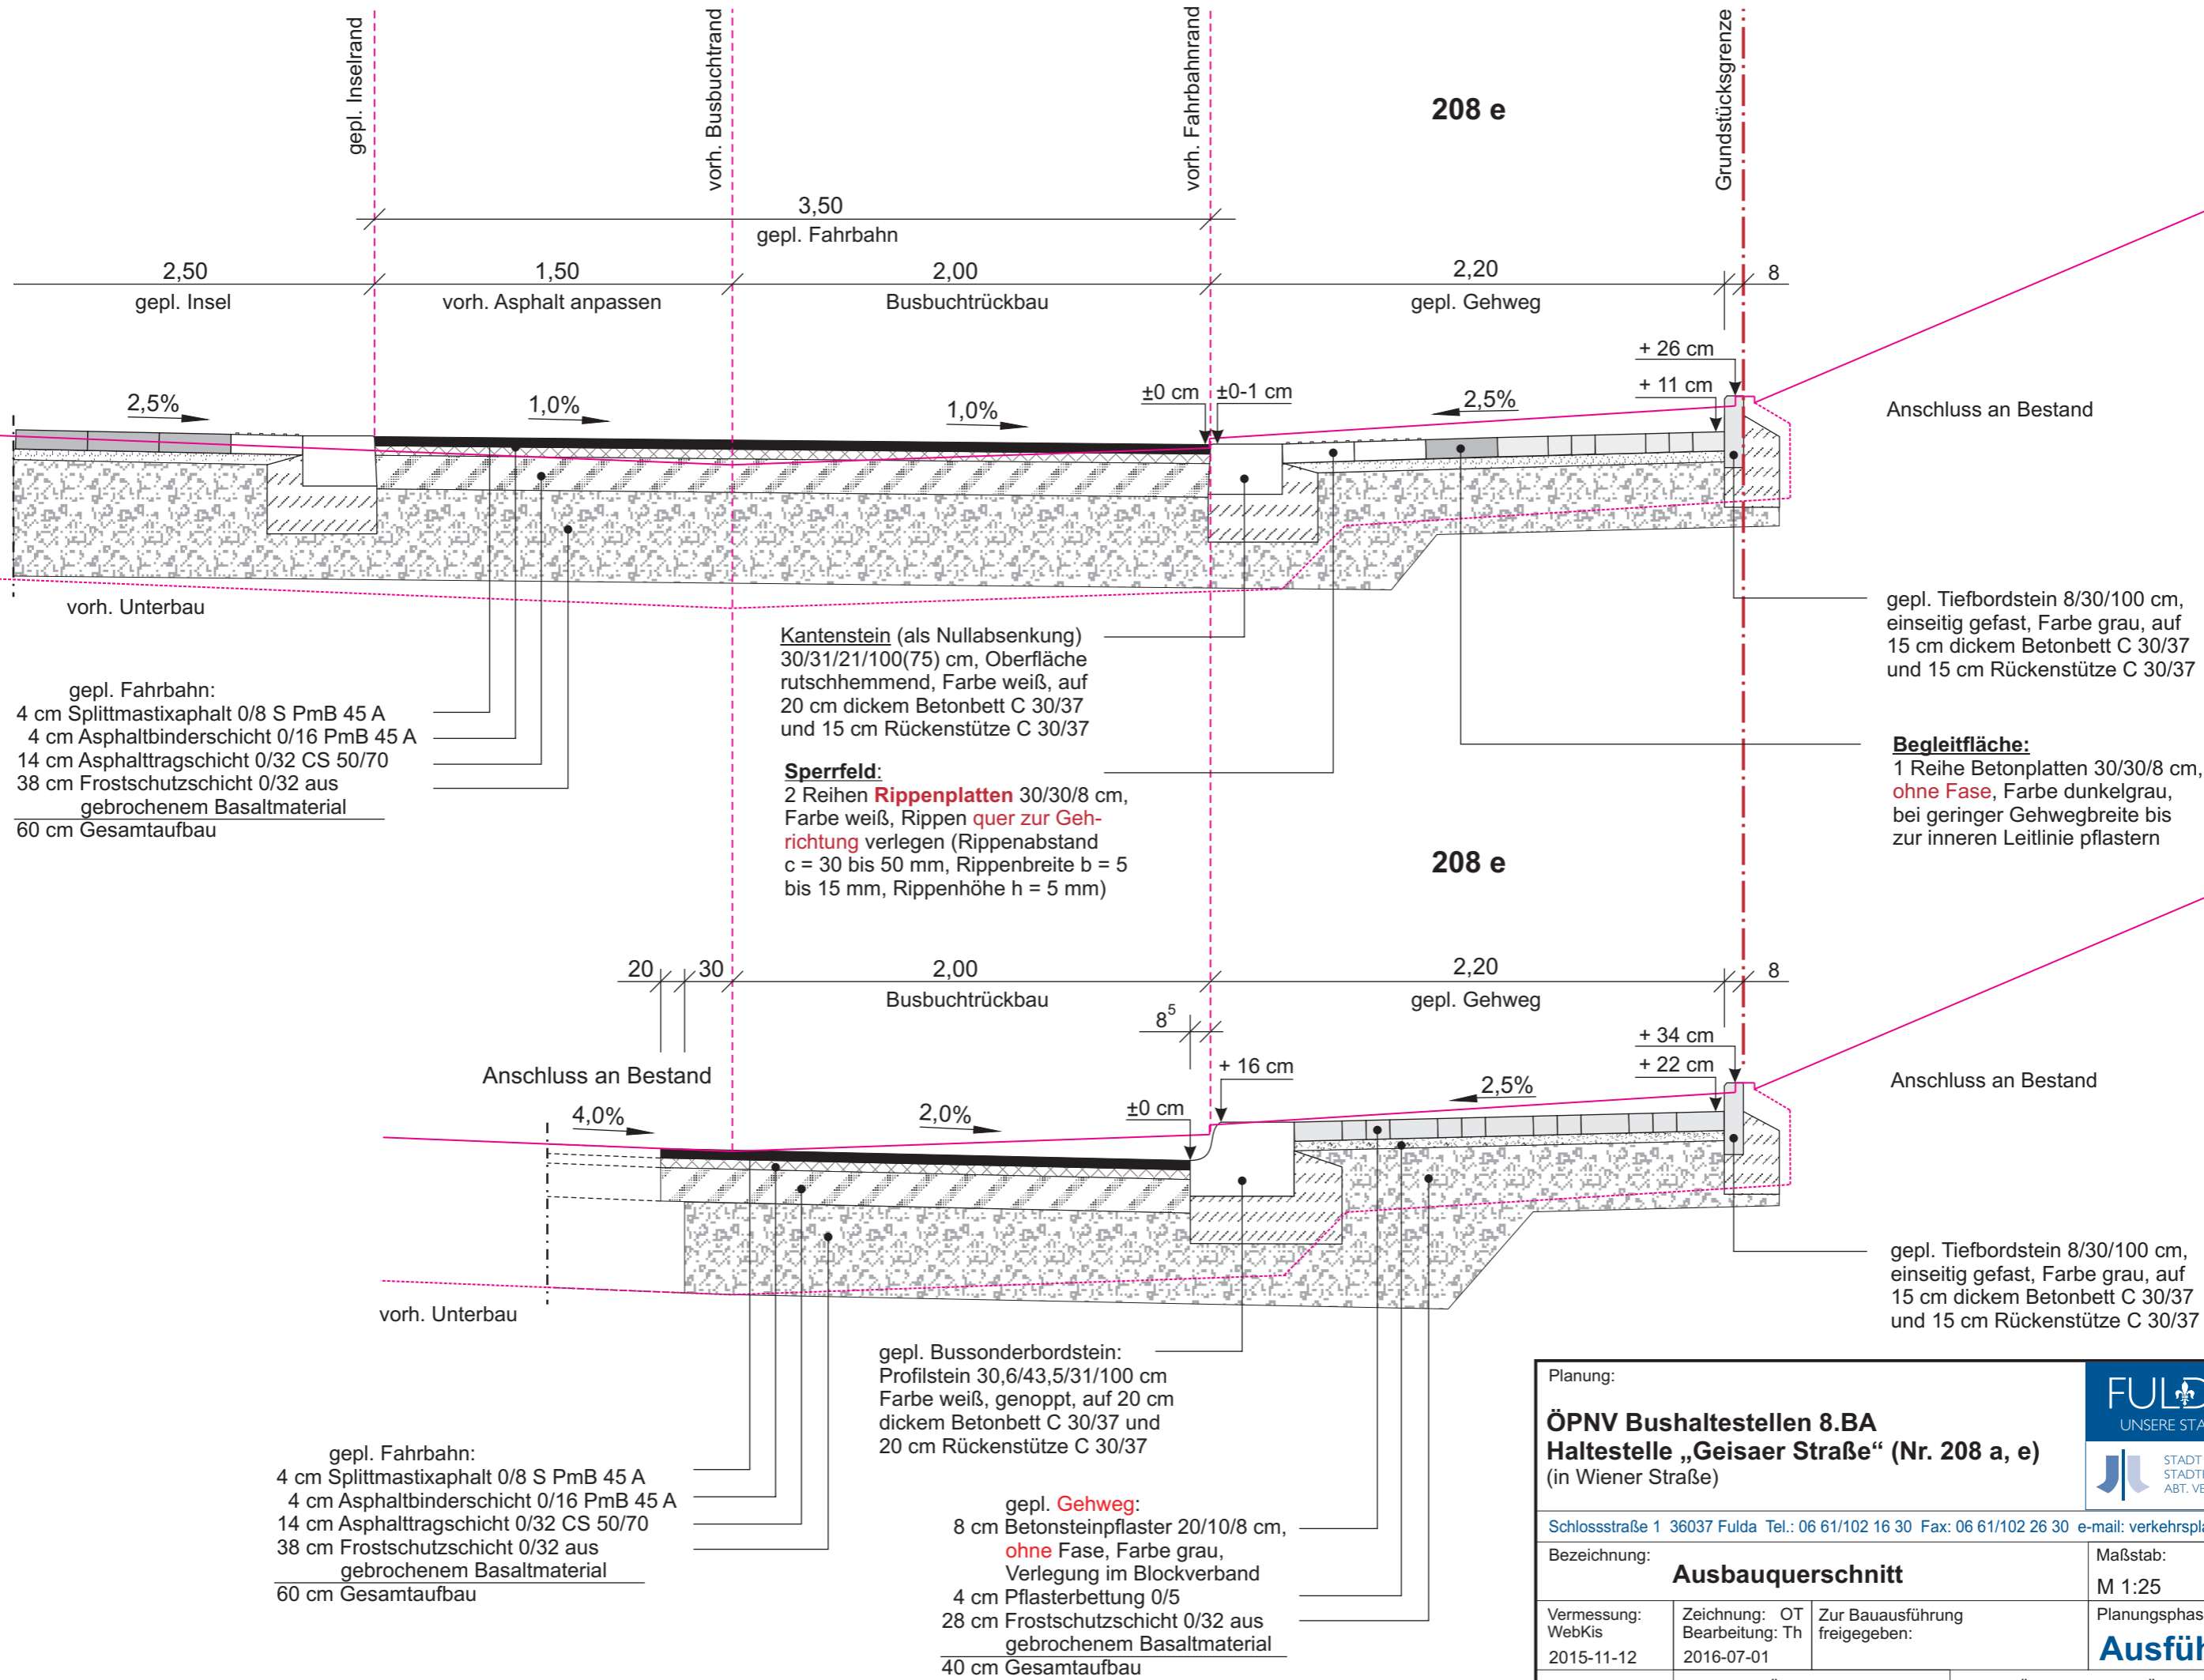 gepl. Inselrand
vorh. Busbuchtrand
vorh. Fahrbahnrand
Grundstücksgrenze
208 e
3,50
gepl. Fahrbahn
2,50
1,50
2,00
2,20
8
gepl. Insel
vorh. Asphalt anpassen
Busbuchtrückbau
gepl. Gehweg
+ 26 cm
+ 11 cm
±0 cm
±0-1 cm
2,5%
1,0%
1,0%
2,5%
Anschluss an Bestand
vorh. Unterbau
gepl. Fahrbahn:
4 cm Splittmastixaphalt 0/8 S PmB 45 A
4 cm Asphaltbinderschicht 0/16 PmB 45 A
14 cm Asphalttragschicht 0/32 CS 50/70
38 cm Frostschutzschicht 0/32 aus
gebrochenem Basaltmaterial
60 cm Gesamtaufbau
Kantenstein (als Nullabsenkung)
30/31/21/100(75) cm, Oberfläche
rutschhemmend, Farbe weiß, auf
20 cm dickem Betonbett C 30/37
und 15 cm Rückenstütze C 30/37
Sperrfeld:
2 Reihen Rippenplatten 30/30/8 cm,
Farbe weiß, Rippen quer zur Geh-
richtung verlegen (Rippenabstand
c = 30 bis 50 mm, Rippenbreite b = 5
bis 15 mm, Rippenhöhe h = 5 mm)
gepl. Tiefbordstein 8/30/100 cm,
einseitig gefast, Farbe grau, auf
15 cm dickem Betonbett C 30/37
und 15 cm Rückenstütze C 30/37
Begleitfläche:
1 Reihe Betonplatten 30/30/8 cm,
ohne Fase, Farbe dunkelgrau,
bei geringer Gehwegbreite bis
zur inneren Leitlinie pflastern
208 e
20
30
2,00
2,20
8
Busbuchtrückbau
gepl. Gehweg
8⁵
+ 34 cm
+ 22 cm
+ 16 cm
±0 cm
Anschluss an Bestand
4,0%
2,0%
2,5%
Anschluss an Bestand
vorh. Unterbau
gepl. Tiefbordstein 8/30/100 cm,
einseitig gefast, Farbe grau, auf
15 cm dickem Betonbett C 30/37
und 15 cm Rückenstütze C 30/37
gepl. Bussonderbordstein:
Profilstein 30,6/43,5/31/100 cm
Farbe weiß, genoppt, auf 20 cm
dickem Betonbett C 30/37 und
20 cm Rückenstütze C 30/37
gepl. Fahrbahn:
4 cm Splittmastixaphalt 0/8 S PmB 45 A
4 cm Asphaltbinderschicht 0/16 PmB 45 A
14 cm Asphalttragschicht 0/32 CS 50/70
38 cm Frostschutzschicht 0/32 aus
gebrochenem Basaltmaterial
60 cm Gesamtaufbau
gepl. Gehweg:
8 cm Betonsteinpflaster 20/10/8 cm,
ohne Fase, Farbe grau,
Verlegung im Blockverband
4 cm Pflasterbettung 0/5
28 cm Frostschutzschicht 0/32 aus
gebrochenem Basaltmaterial
40 cm Gesamtaufbau
Planung:
ÖPNV Bushaltestellen 8.BA
Haltestelle „Geisaer Straße“ (Nr. 208 a, e)
(in Wiener Straße)
UNSERE
STADT
ABT.
Schlossstraße 1 36037 Fulda Tel.: 06 61/102 16 30 Fax: 06 61/102 26 30 e-mail:
Bezeichnung:
Ausbauquerschnitt
Maßstab:
M 1:25
Vermessung:
WebKis
2015-11-12
Zeichnung: OT
Bearbeitung: Th
2016-07-01
Zur Bauausführung
freigegeben: